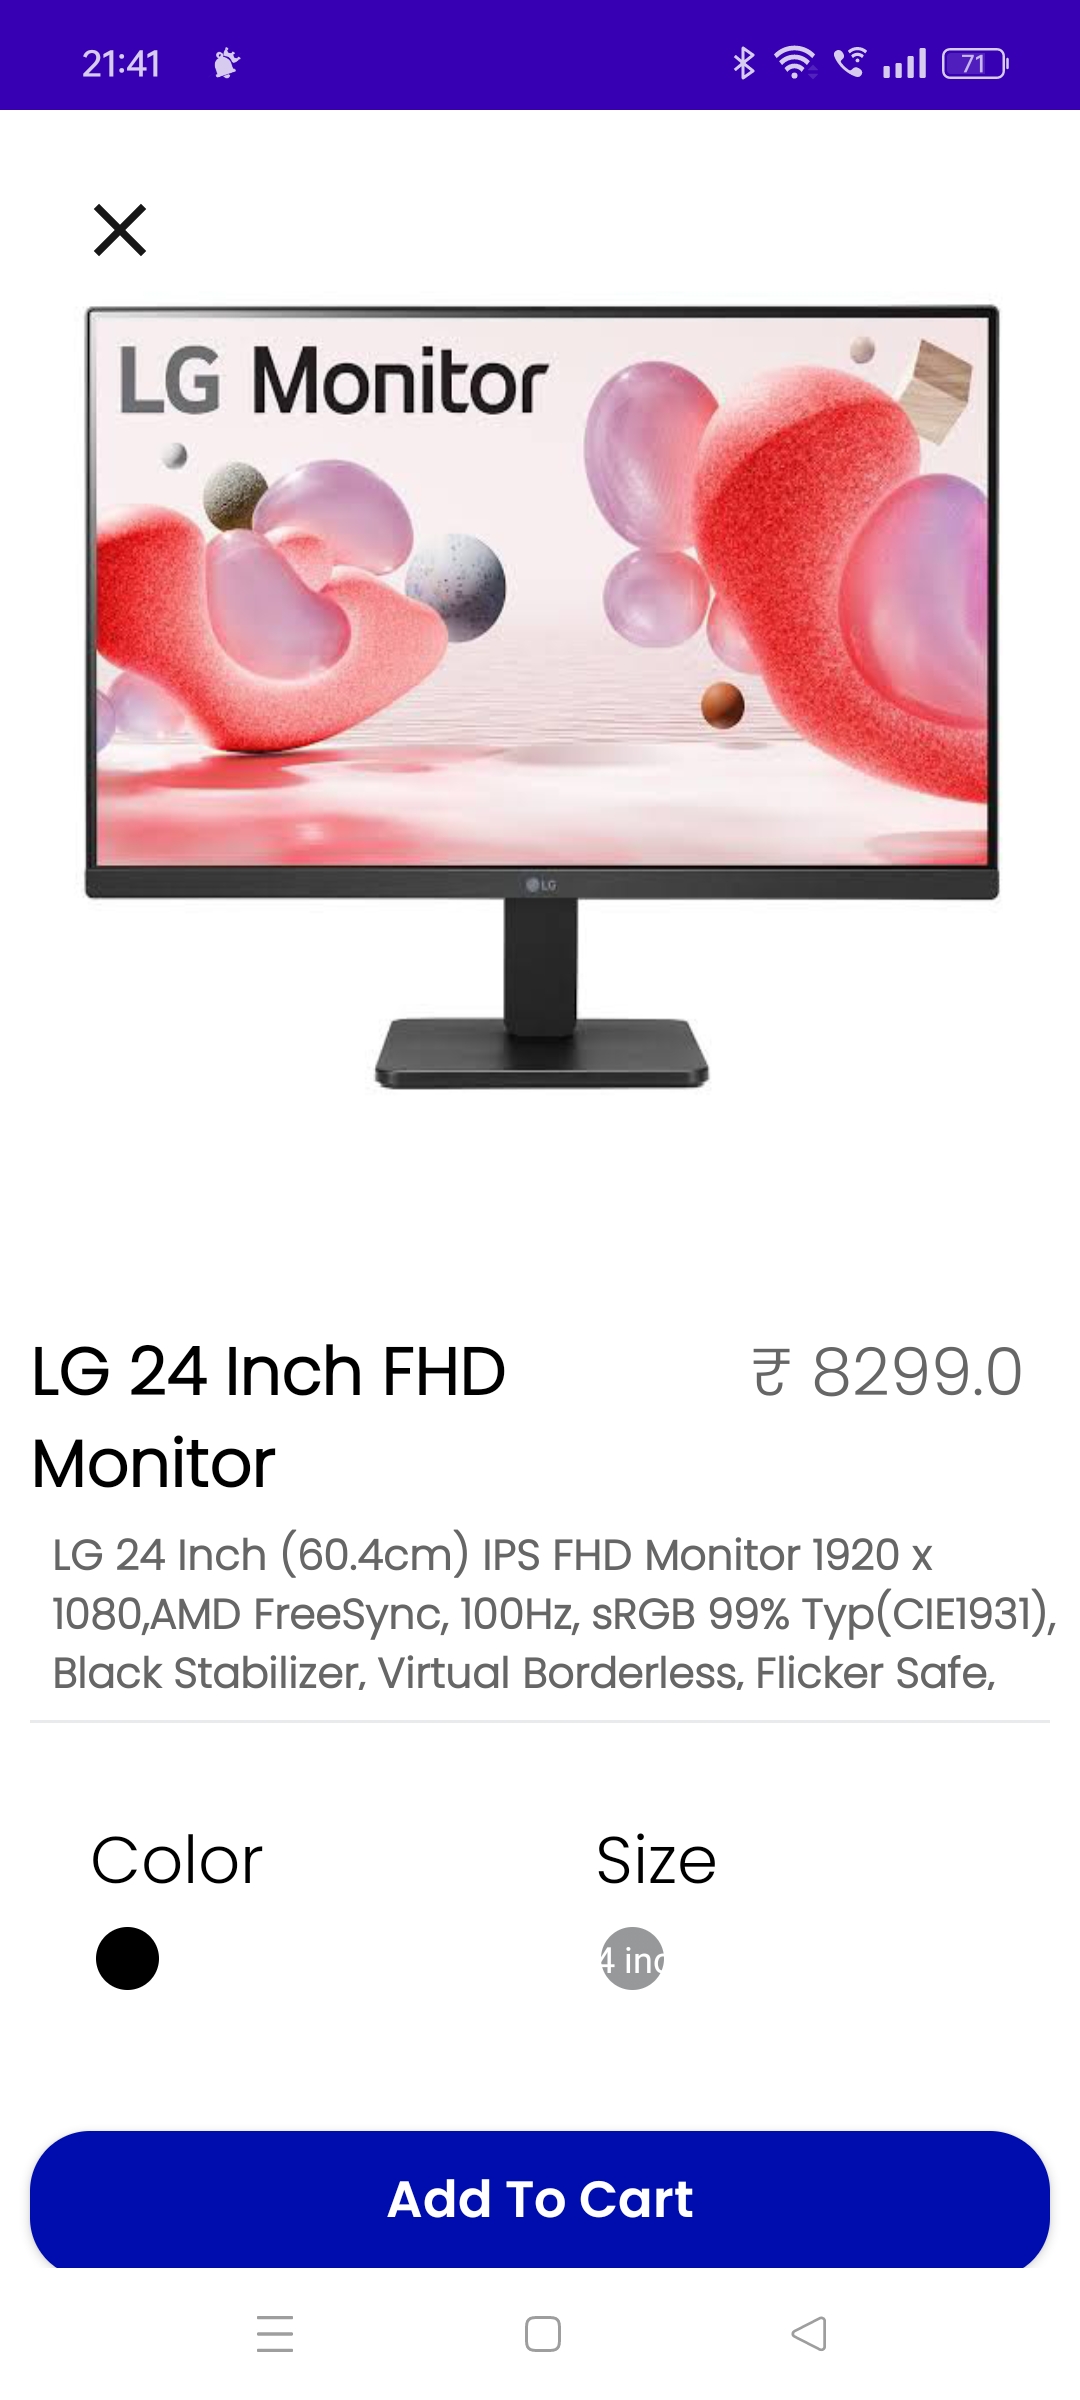 21:41
71
LG Monitor
LG
LG 24 Inch FHD
Monitor
₹ 8299.0
LG 24 Inch (60.4cm) IPS FHD Monitor 1920 x
1080,AMD FreeSync, 100Hz, sRGB 99% Typ(CIE1931),
Black Stabilizer, Virtual Borderless, Flicker Safe,
Color
Size
4 inc
Add To Cart